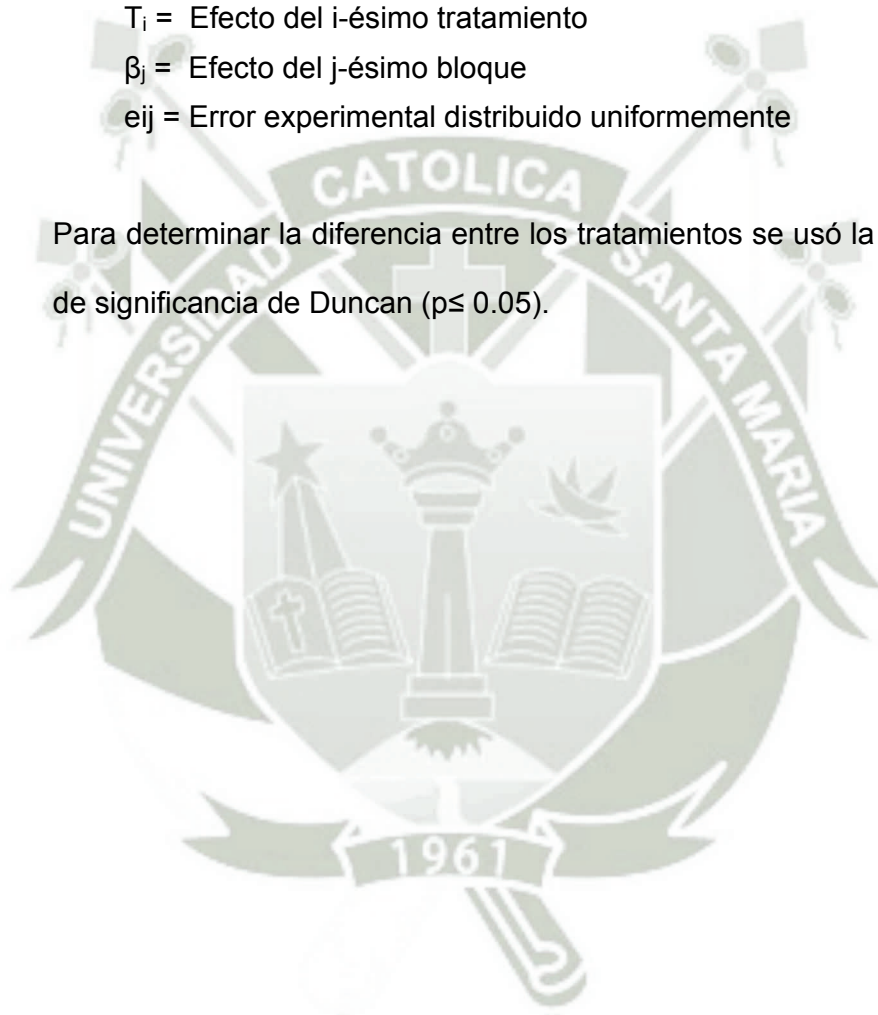 Tᵢ = Efecto del i-ésimo tratamiento
βⱼ = Efecto del j-ésimo bloque
eij = Error experimental distribuido uniformemente
Para determinar la diferencia entre los tratamientos se usó la
de significancia de Duncan (p≤ 0.05).
UNIVERSIDAD CATOLICA SANTA MARIA
1961